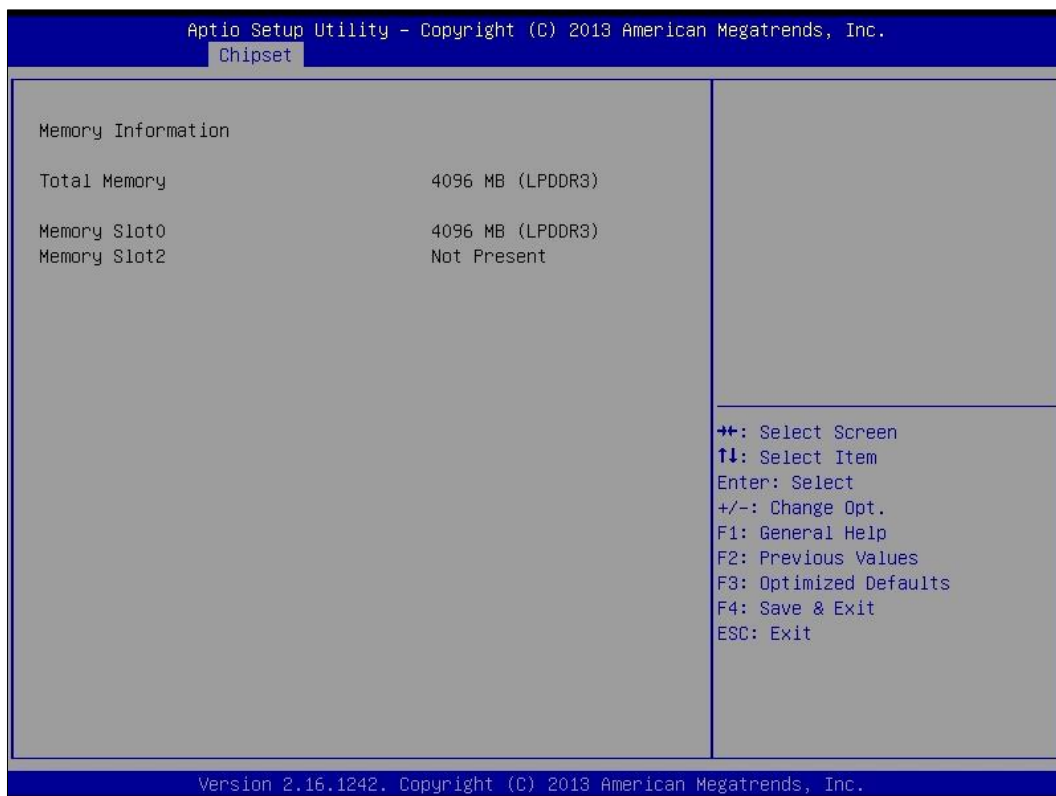 Aptio Setup Utility - Copyright (C) 2013 American Megatrends, Inc.
Chipset
Memory Information
Total Memory 4096 MB (LPDDR3)
Memory Slot0 4096 MB (LPDDR3)
Memory Slot2 Not Present
→←: Select Screen
↑↓: Select Item
Enter: Select
+/-: Change Opt.
F1: General Help
F2: Previous Values
F3: Optimized Defaults
F4: Save & Exit
ESC: Exit
Version 2.16.1242. Copyright (C) 2013 American Megatrends, Inc.